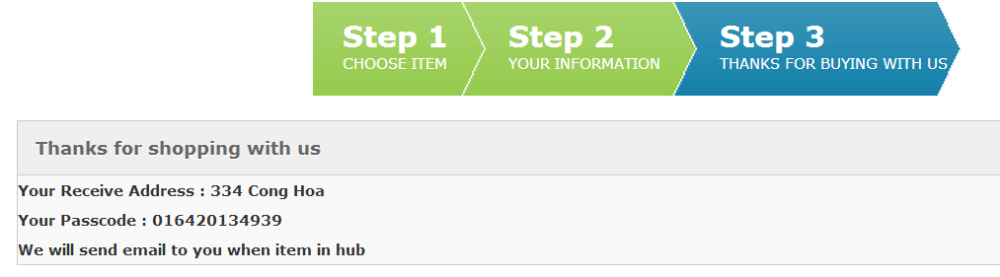 Step 1
CHOOSE ITEM
Step 2
YOUR INFORMATION
Step 3
THANKS FOR BUYING WITH US
Thanks for shopping with us
Your Receive Address : 334 Cong Hoa
Your Passcode : 016420134939
We will send email to you when item in hub